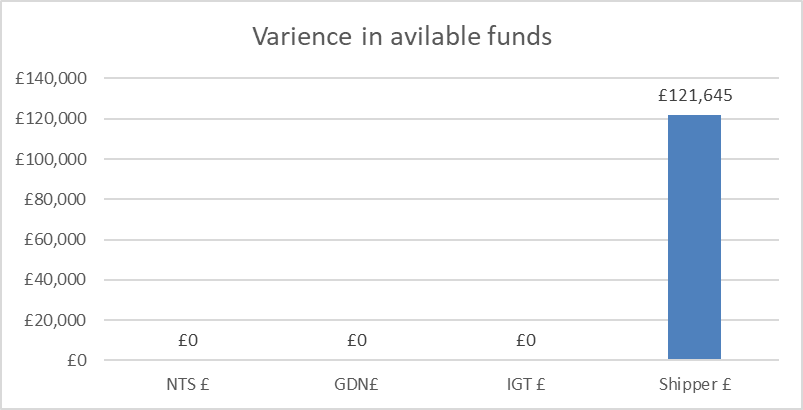 Varience in avilable funds
£140,000
£120,000
£100,000
£80,000
£60,000
£40,000
£20,000
£0
£0
£0
£0
£121,645
NTS £
GDN£
IGT £
Shipper £